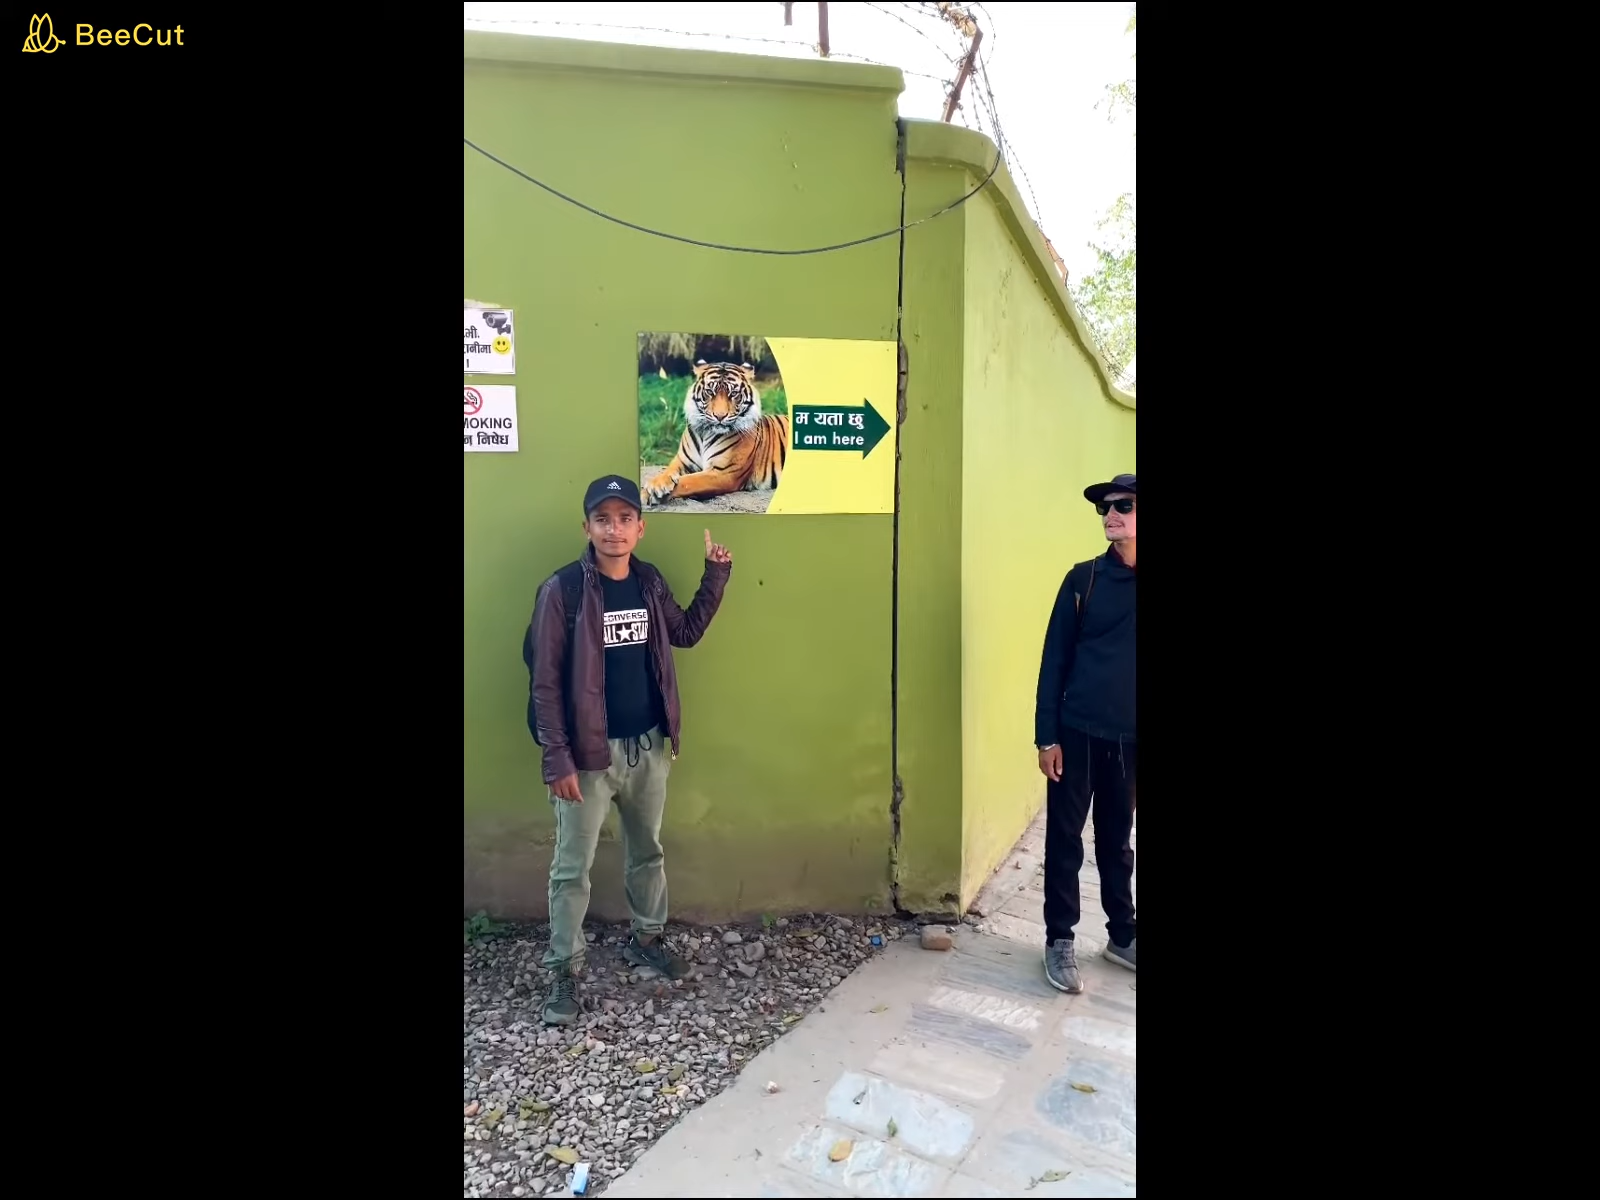 BeeCut
.भी.
।
MOKING
न निषेध
म यता छु
I am here
CONVERSE
ALL★STAR